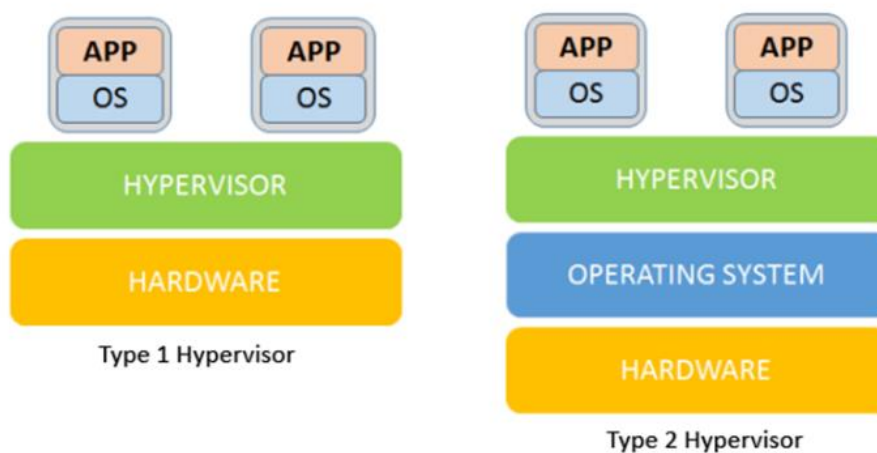 APP
OS
APP
OS
HYPERVISOR
HARDWARE
Type 1 Hypervisor
APP
OS
APP
OS
HYPERVISOR
OPERATING SYSTEM
HARDWARE
Type 2 Hypervisor